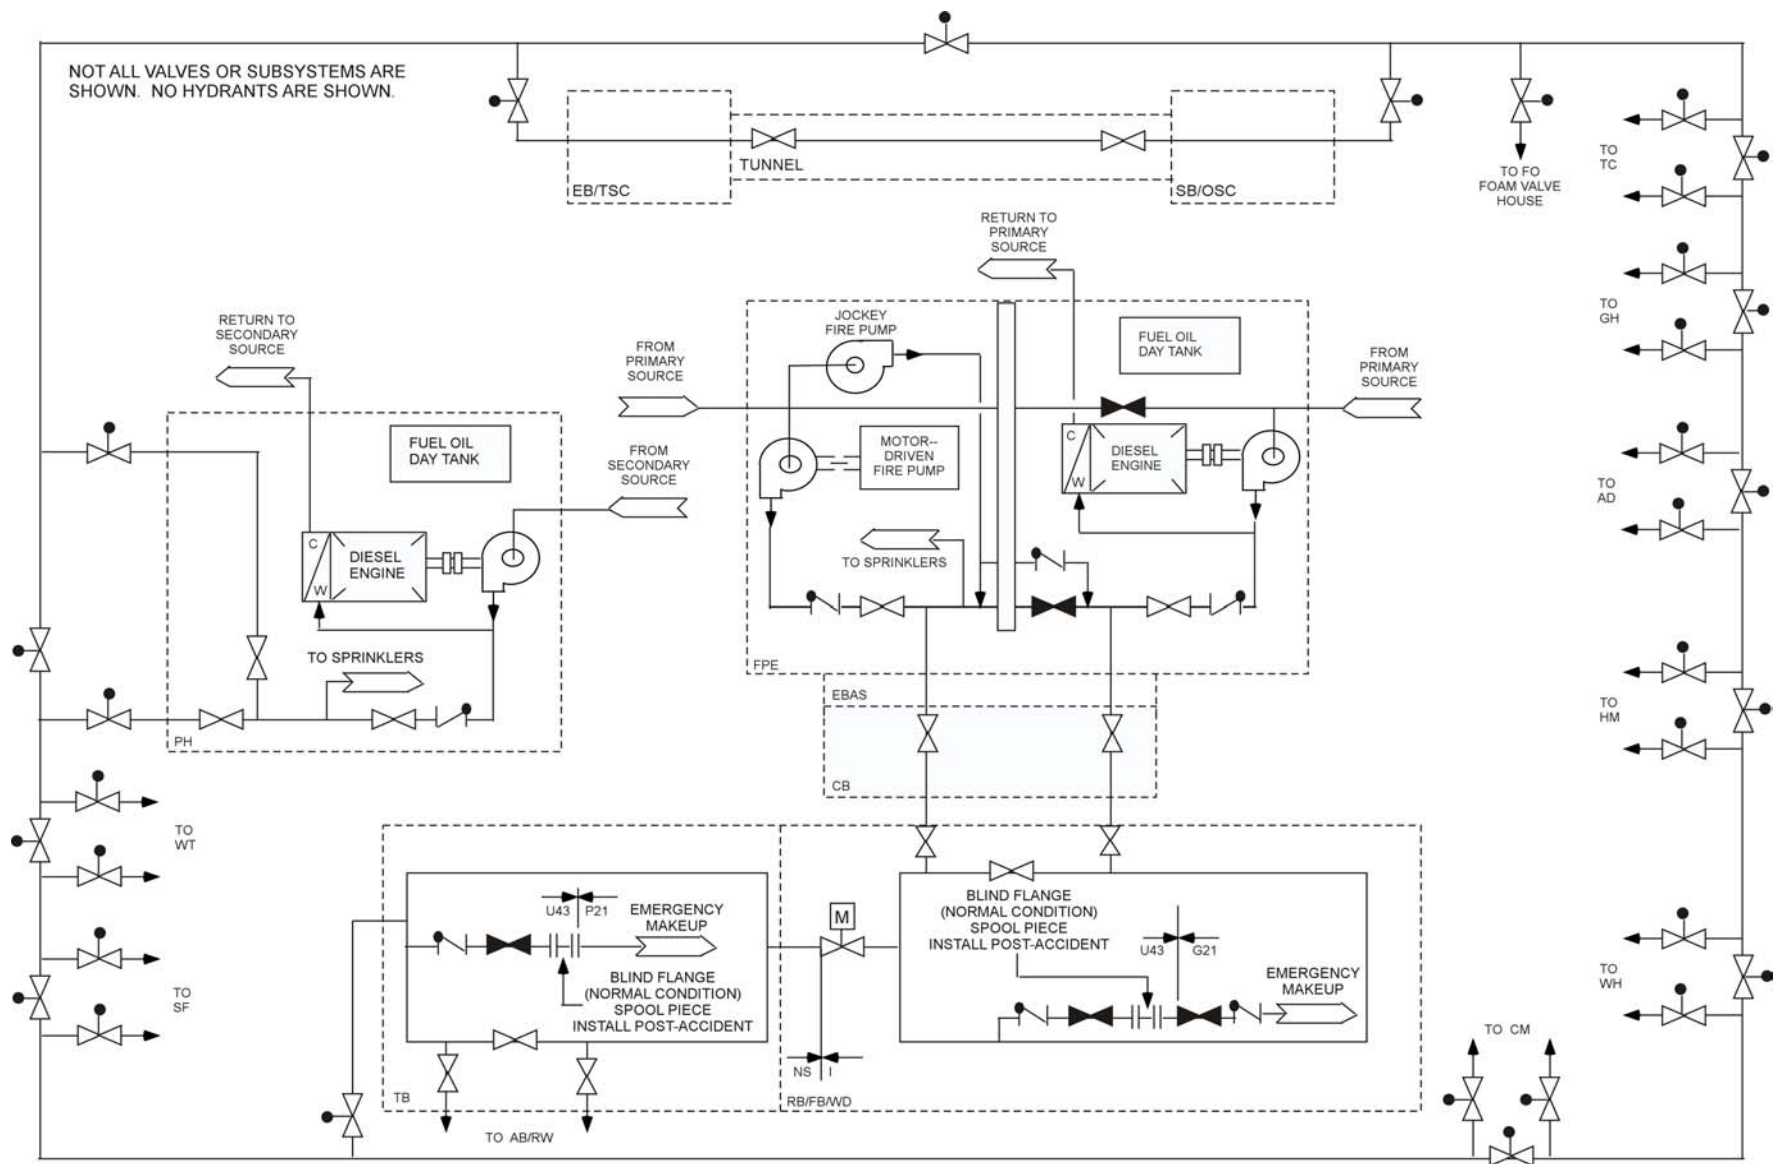 NOT ALL VALVES OR SUBSYSTEMS ARE
SHOWN. NO HYDRANTS ARE SHOWN.
EB/TSC
TUNNEL
SB/OSC
TO FO
FOAM VALVE
HOUSE
TO
TC
TO
GH
TO
AD
TO
HM
TO
WH
RETURN TO
PRIMARY
SOURCE
RETURN TO
SECONDARY
SOURCE
FROM
PRIMARY
SOURCE
JOCKEY
FIRE PUMP
FUEL OIL
DAY TANK
FROM
PRIMARY
SOURCE
FUEL OIL
DAY TANK
FROM
SECONDARY
SOURCE
MOTOR--
DRIVEN
FIRE PUMP
C
W
DIESEL
ENGINE
C
W
DIESEL
ENGINE
TO SPRINKLERS
TO SPRINKLERS
PH
FPE
EBAS
CB
TO
WT
TO
SF
U43
P21
EMERGENCY
MAKEUP
BLIND FLANGE
(NORMAL CONDITION)
SPOOL PIECE
INSTALL POST-ACCIDENT
TB
TO AB/RW
M
NS
I
BLIND FLANGE
(NORMAL CONDITION)
SPOOL PIECE
INSTALL POST-ACCIDENT
U43
G21
EMERGENCY
MAKEUP
RB/FB/WD
TO CM